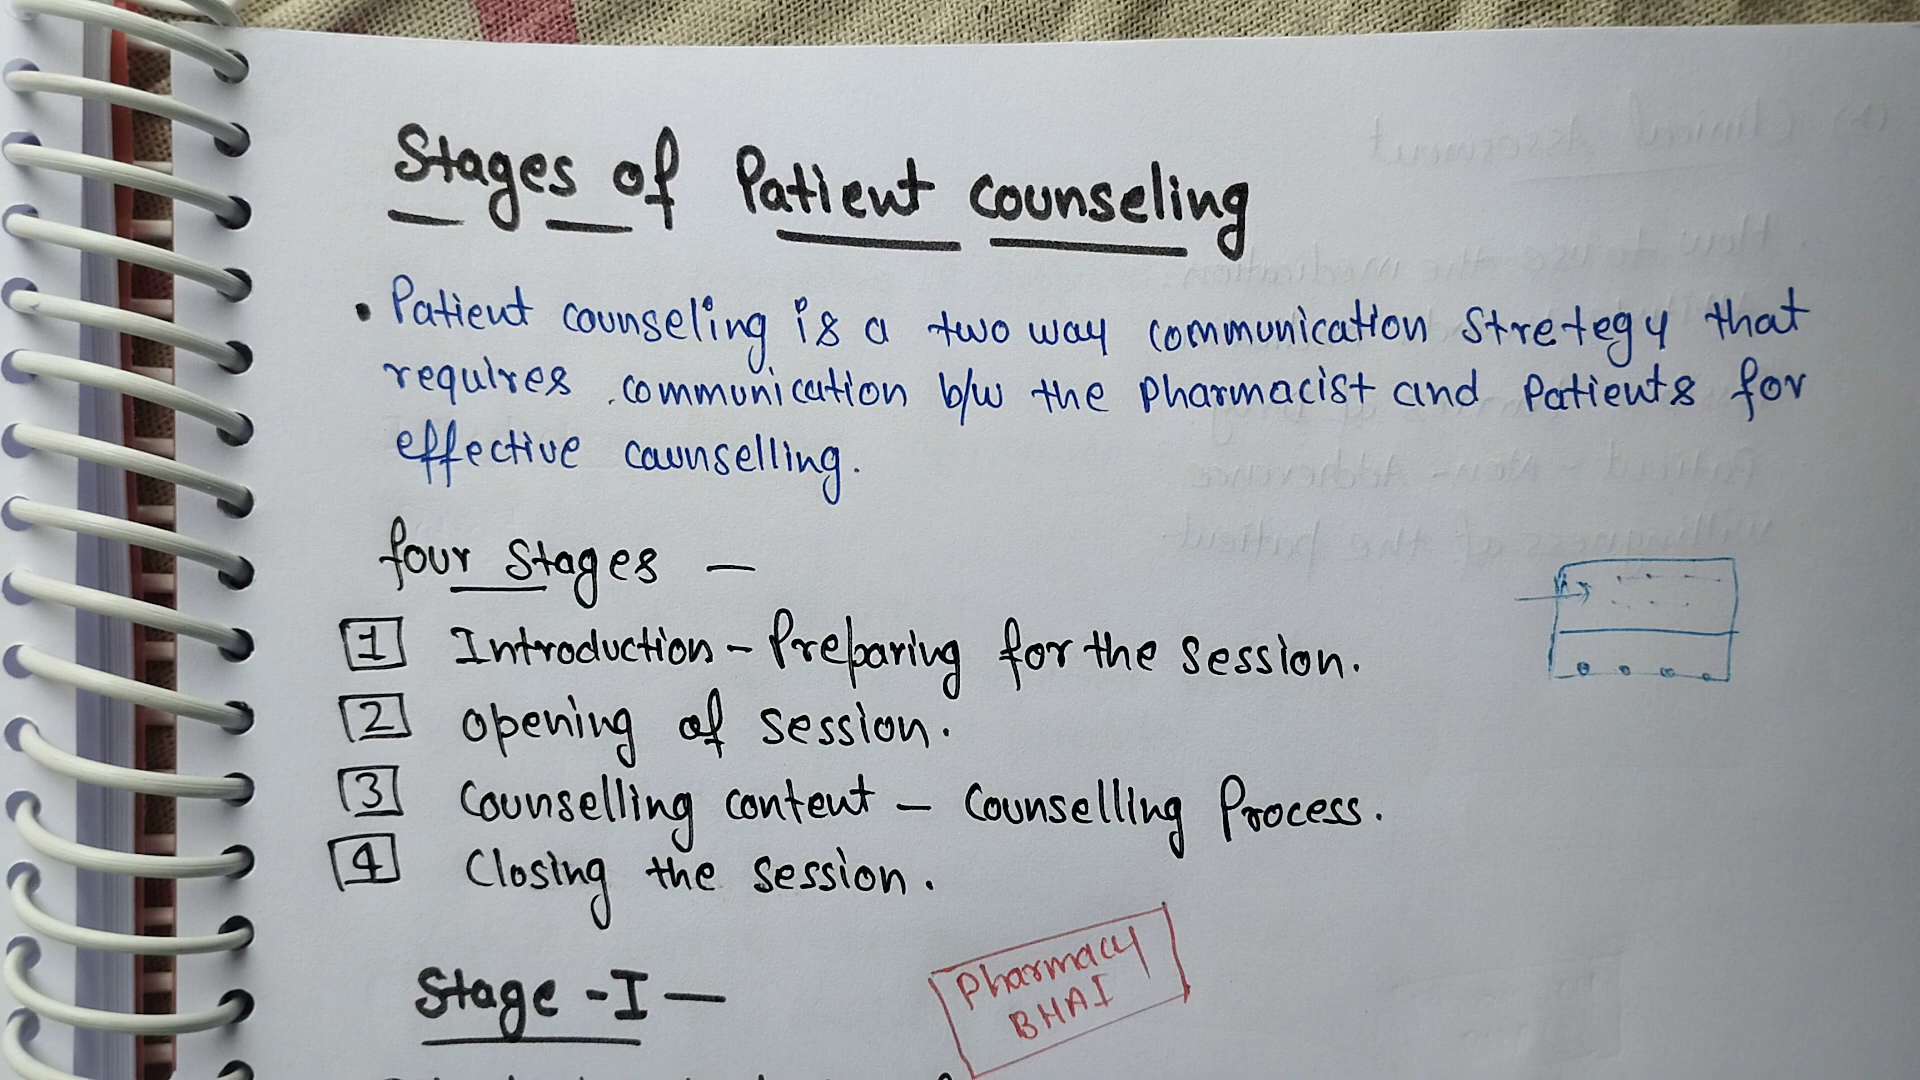 Stages of Patient counseling
• Patient counseling is a two way communication Stretegy that
requires communication b/w the pharmacist and Patients for
effective caunselling.
four Stages —
1 Introduction - Preparing for the session.
2 opening of session.
3 Counselling content — Counselling Process.
4 Closing the session.
Stage - I —
Pharmacy
BHAI